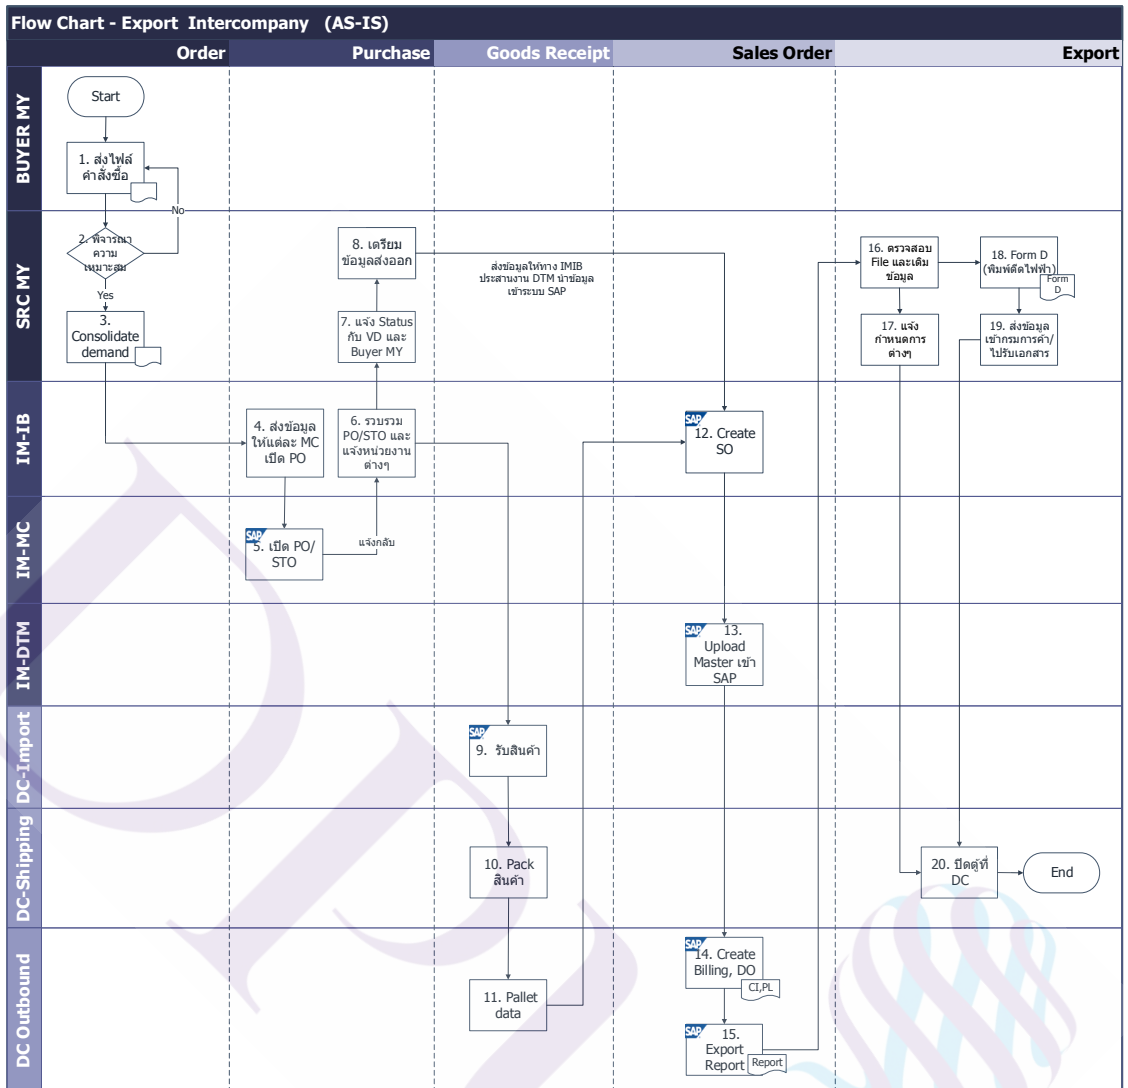 Flow Chart - Export Intercompany (AS-IS)
Order
Purchase
Goods Receipt
Sales Order
Export
BUYER MY
Start
1. ส่งไฟล์
คำสั่งซื้อ
No
SRC MY
2. พิจารณา
ความ
เหมาะสม
Yes
3.
Consolidate
demand
8. เตรียม
ข้อมูลส่งออก
7. แจ้ง Status
กับ VD และ
Buyer MY
ส่งข้อมูลให้ทาง IMIB
ประสานงาน DTM นำข้อมูล
เข้าระบบ SAP
16. ตรวจสอบ
File และเติม
ข้อมูล
18. Form D
(พิมพ์ดีดไฟฟ้า)
Form
D
17. แจ้ง
กำหนดการ
ต่างๆ
19. ส่งข้อมูล
เข้ากรมการค้า/
ไปรับเอกสาร
IM-IB
4. ส่งข้อมูล
ให้แต่ละ MC
เปิด PO
6. รวบรวม
PO/STO และ
แจ้งหน่วยงาน
ต่างๆ
SAP
12. Create
SO
IM-MC
SAP
5. เปิด PO/
STO
แจ้งกลับ
IM-DTM
SAP
13.
Upload
Master เข้า
SAP
DC-Import
SAP
9. รับสินค้า
DC-Shipping
10. Pack
สินค้า
20. ปิดตู้ที่
DC
End
DC Outbound
11. Pallet
data
SAP
14. Create
Billing, DO
CI,PL
SAP
15.
Export
Report
Report
DPU